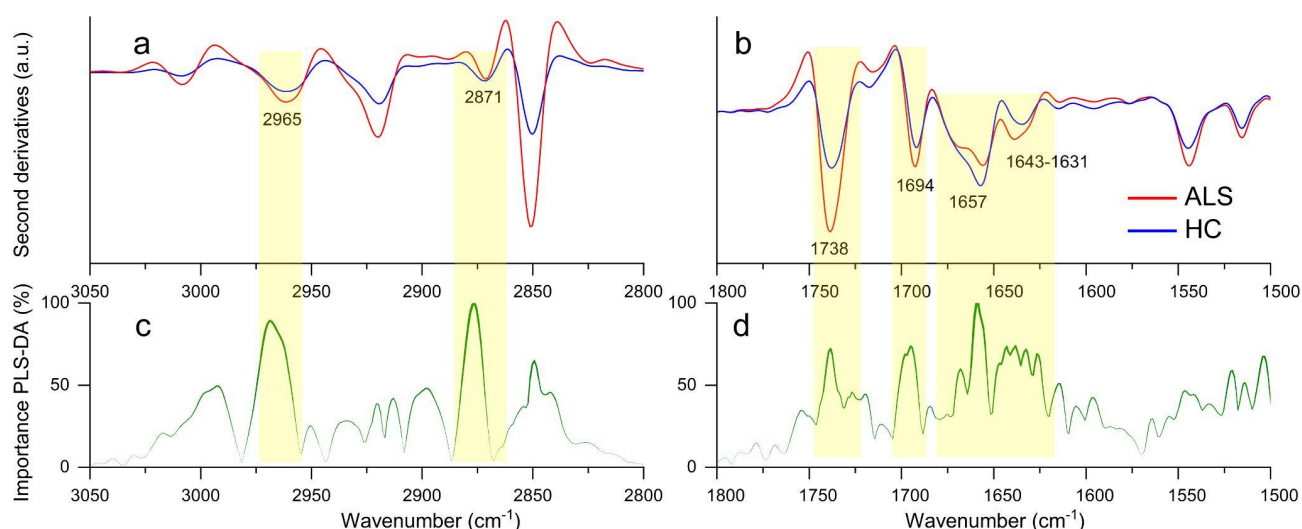 Second derivatives (a.u.)
a
2965
2871
3050 3000 2950 2900 2850 2800
b
1738
1694
1657
1643-1631
ALS
HC
1800 1750 1700 1650 1600 1550 1500
Importance PLS-DA (%)
100
50
0
c
3050 3000 2950 2900 2850 2800
Wavenumber (cm⁻¹)
100
50
0
d
1800 1750 1700 1650 1600 1550 1500
Wavenumber (cm⁻¹)